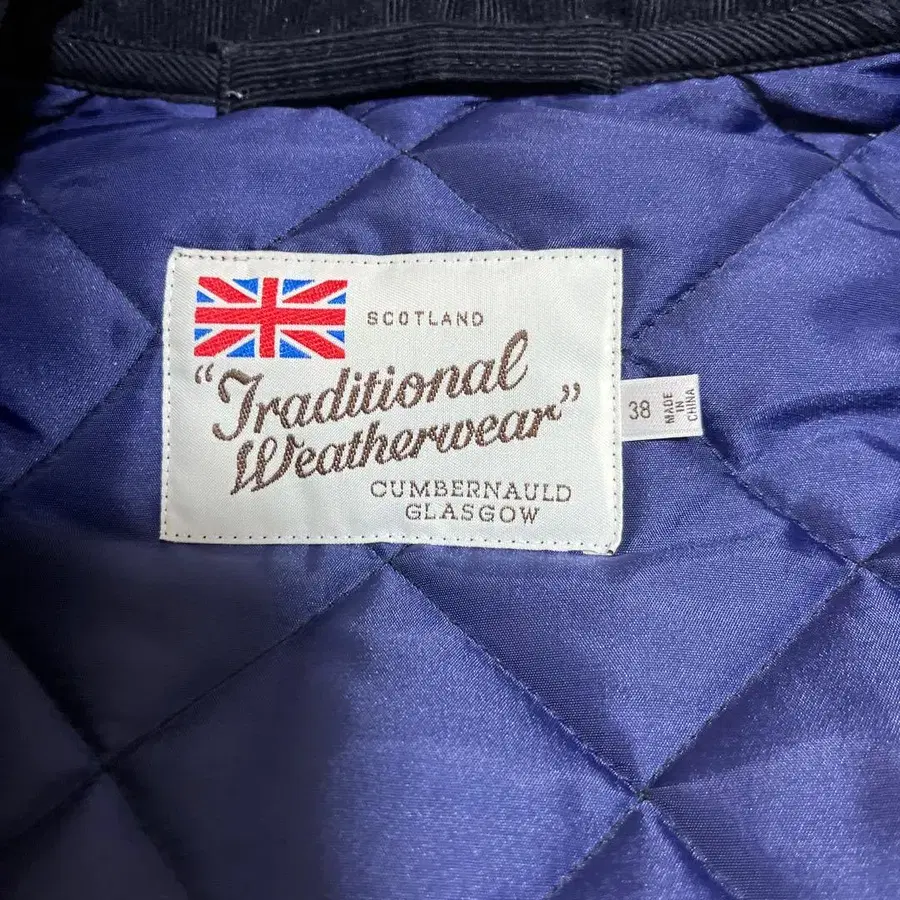 SCOTLAND
"Traditional
Weatherwear"
CUMBERNAULD
GLASGOW
38
MADE
IN
CHINA